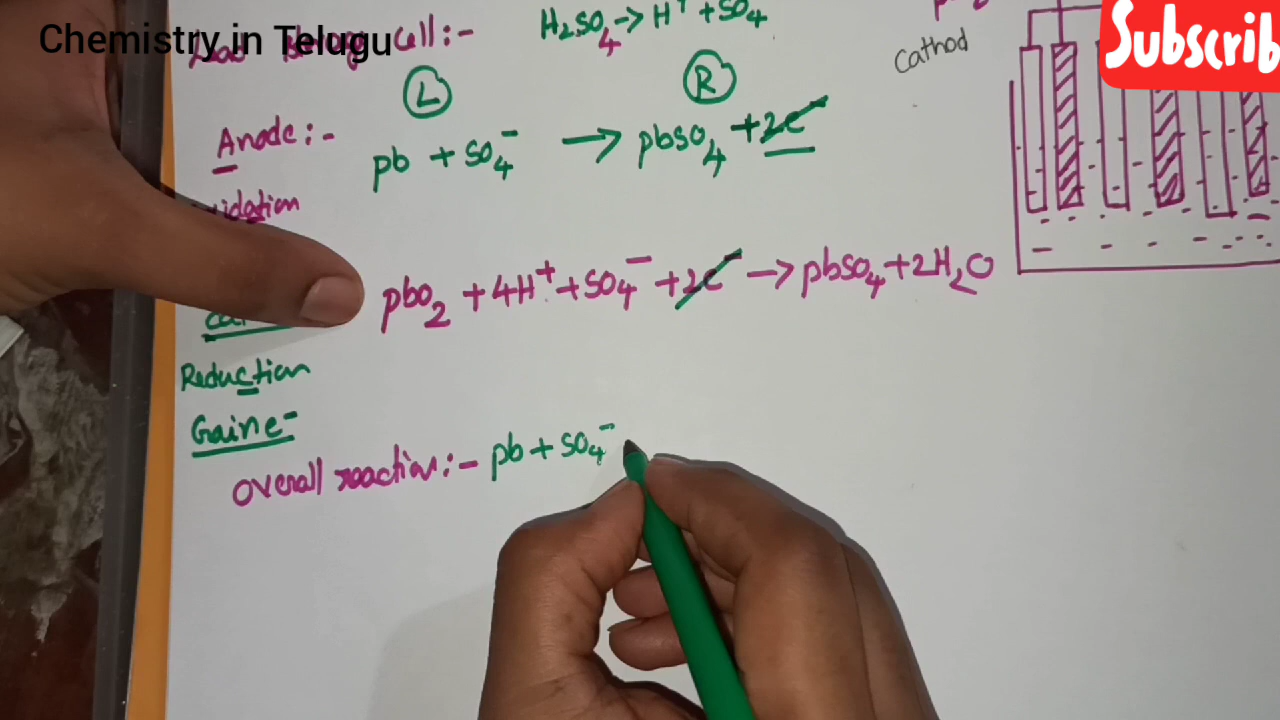 Chemistry in Telugu
Subscrib
Cell:-
H₂SO₄ → H⁺ + SO₄
Cathod
L
R
Anode:-
pb + SO₄⁻ → pbSO₄ + 2e⁻
pbO₂ + 4H⁺ + SO₄⁻ + 2e⁻ → pbSO₄ + 2H₂O
Reduction
Gaine⁻
Overall reaction:- pb + SO₄⁻